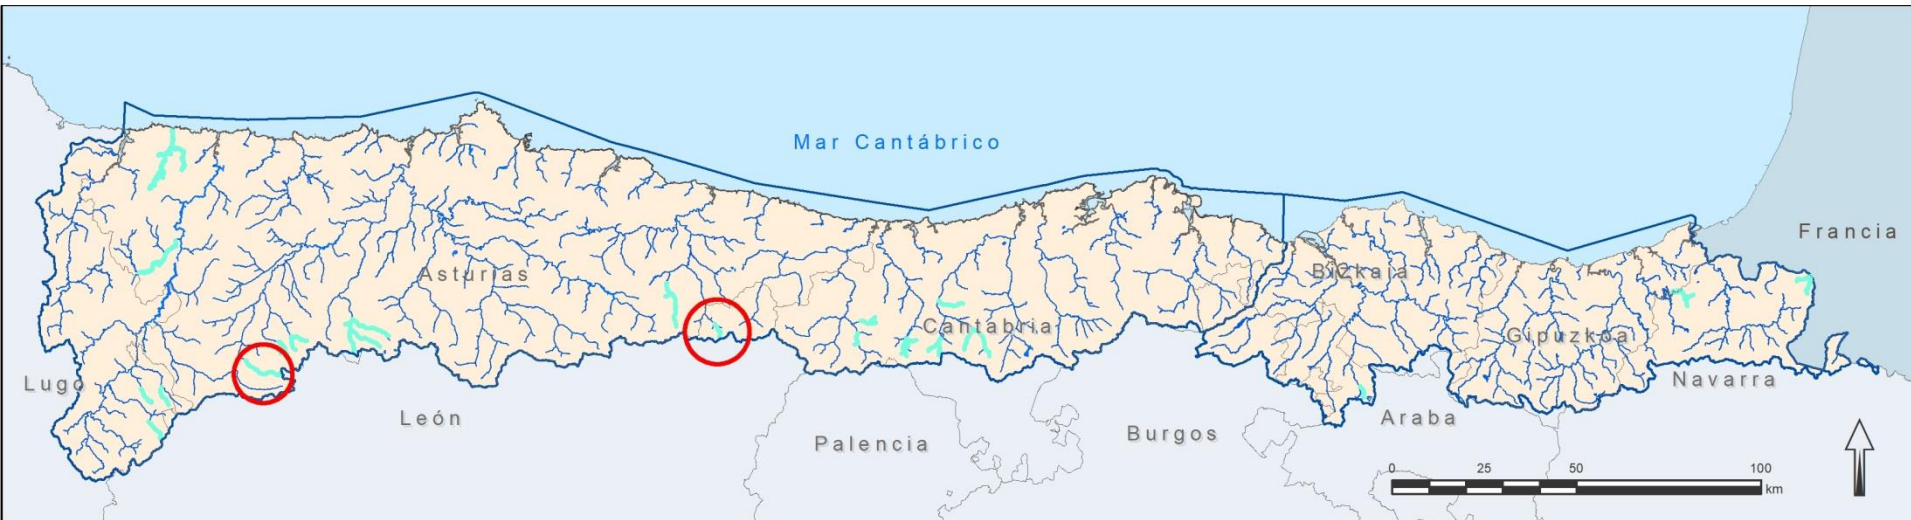 Mar Cantábrico
Francia
Asturias
Bizkaia
Cantabria
Gipuzkoa
Lugo
Navarra
León
Araba
Palencia
Burgos
0 25 50 100
km